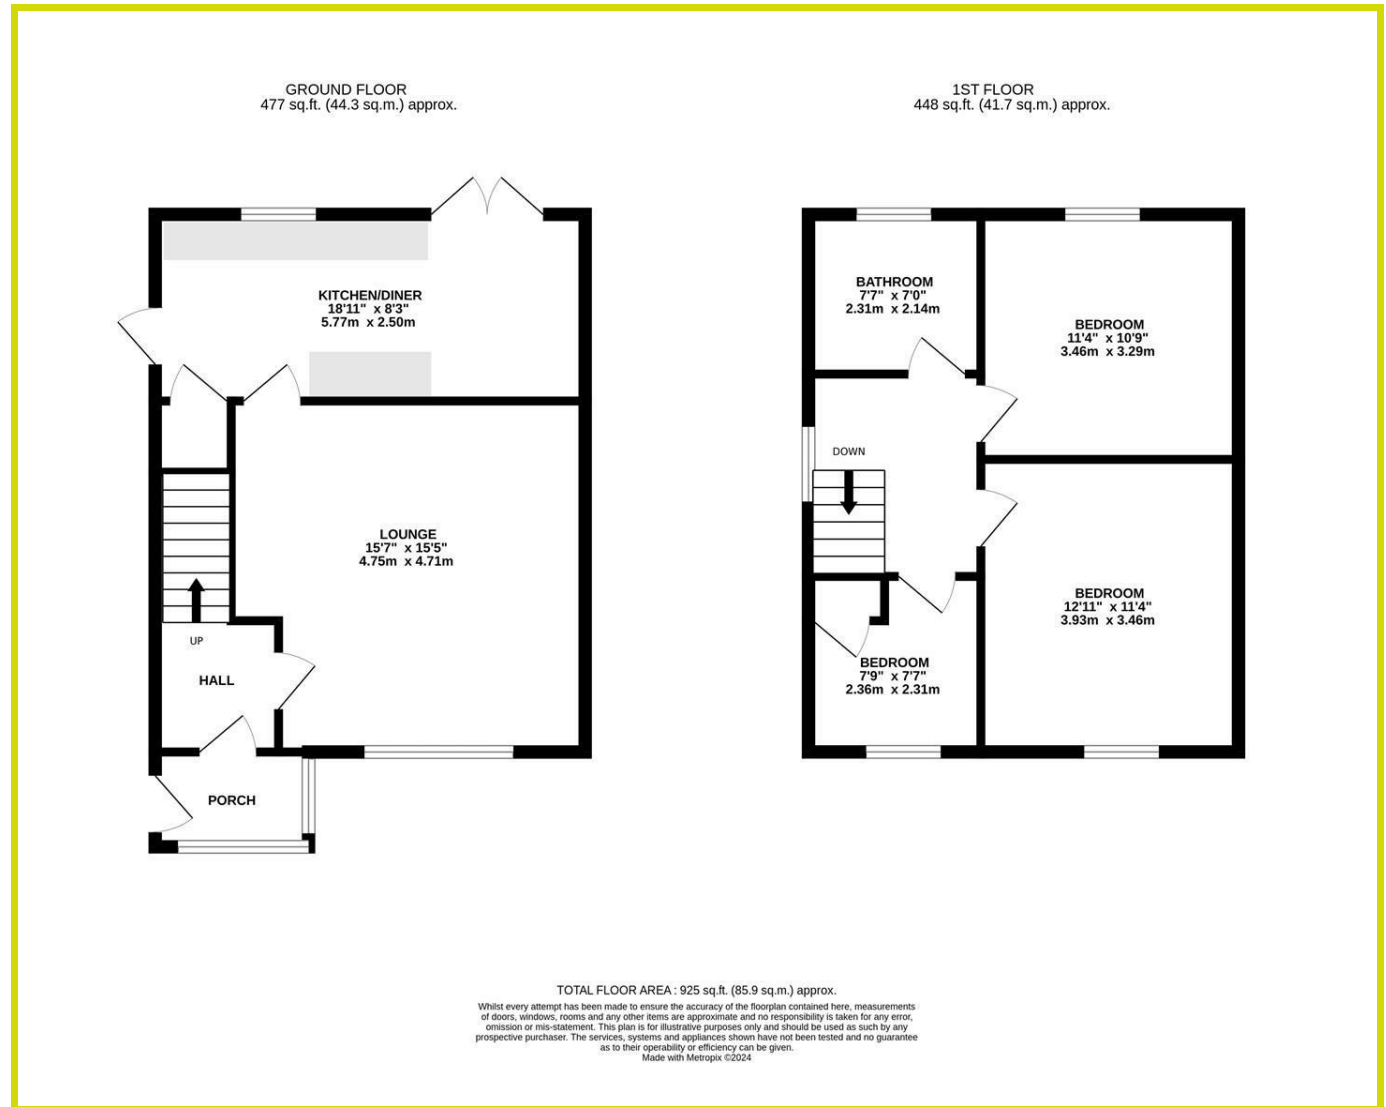 GROUND FLOOR
477 sq.ft. (44.3 sq.m.) approx.
KITCHEN/DINER
18'11" x 8'3"
5.77m x 2.50m
LOUNGE
15'7" x 15'5"
4.75m x 4.71m
UP
HALL
PORCH
1ST FLOOR
448 sq.ft. (41.7 sq.m.) approx.
BATHROOM
7'7" x 7'0"
2.31m x 2.14m
BEDROOM
11'4" x 10'9"
3.46m x 3.29m
DOWN
BEDROOM
12'11" x 11'4"
3.93m x 3.46m
BEDROOM
7'9" x 7'7"
2.36m x 2.31m
TOTAL FLOOR AREA : 925 sq.ft. (85.9 sq.m.) approx.
Whilst every attempt has been made to ensure the accuracy of the floorplan contained here, measurements
of doors, windows, rooms and any other items are approximate and no responsibility is taken for any error,
omission or mis-statement. This plan is for illustrative purposes only and should be used as such by any
prospective purchaser. The services, systems and appliances shown have not been tested and no guarantee
as to their operability or efficiency can be given.
Made with Metropix ©2024